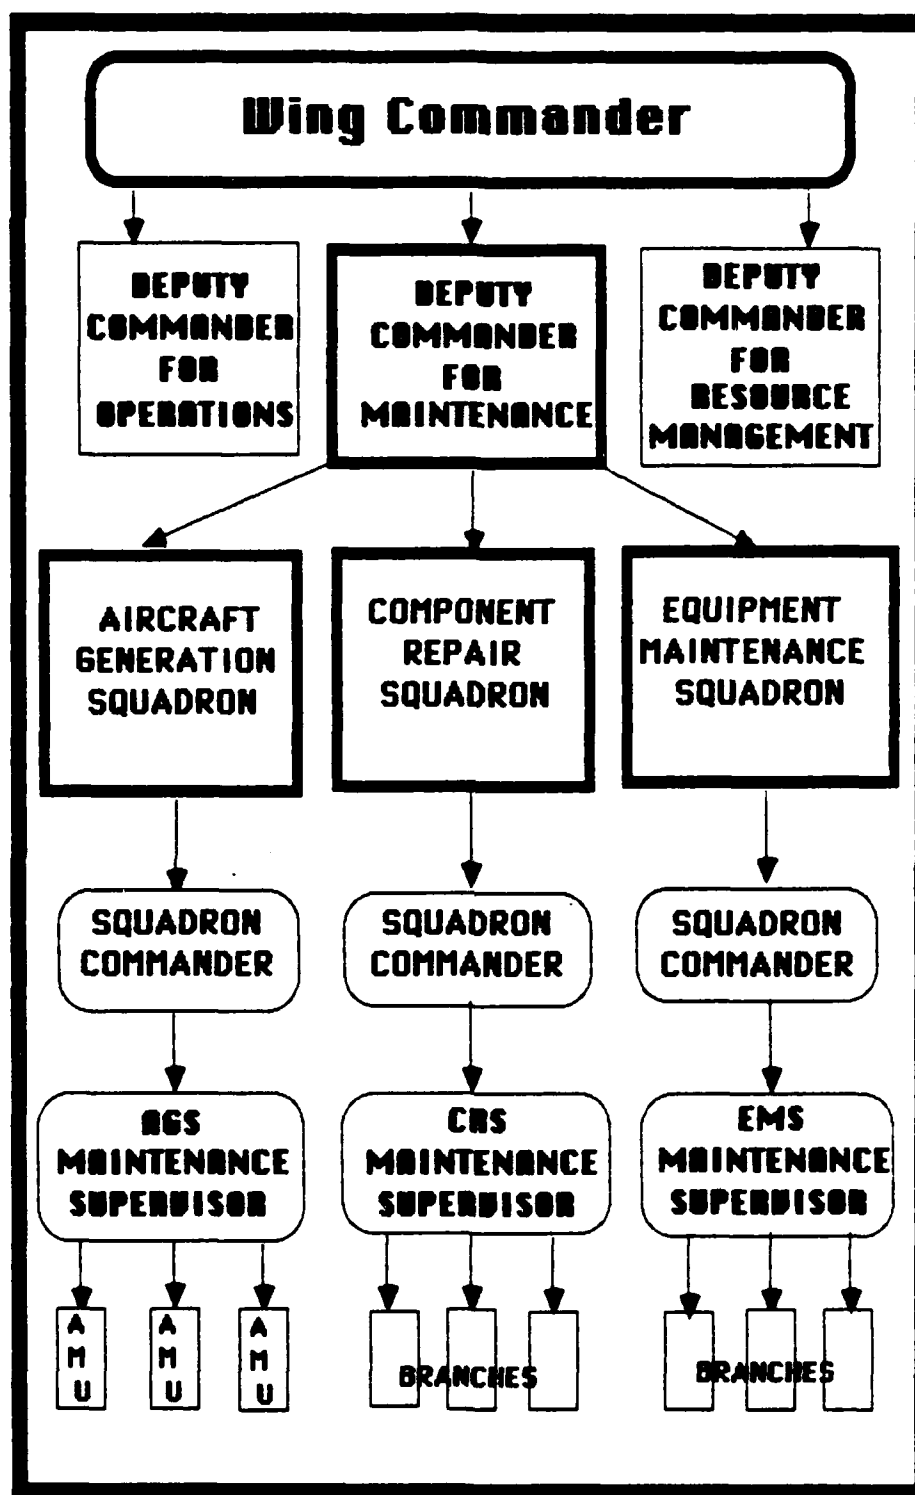 Wing Commander
DEPUTY
COMMANDER
FOR
OPERATIONS
DEPUTY
COMMANDER
FOR
MAINTENANCE
DEPUTY
COMMANDER
FOR
RESOURCE
MANAGEMENT
AIRCRAFT
GENERATION
SQUADRON
COMPONENT
REPAIR
SQUADRON
EQUIPMENT
MAINTENANCE
SQUADRON
SQUADRON
COMMANDER
SQUADRON
COMMANDER
SQUADRON
COMMANDER
AGS
MAINTENANCE
SUPERVISOR
CRS
MAINTENANCE
SUPERVISOR
EMS
MAINTENANCE
SUPERVISOR
A
M
U
A
M
U
A
M
U
BRANCHES
BRANCHES